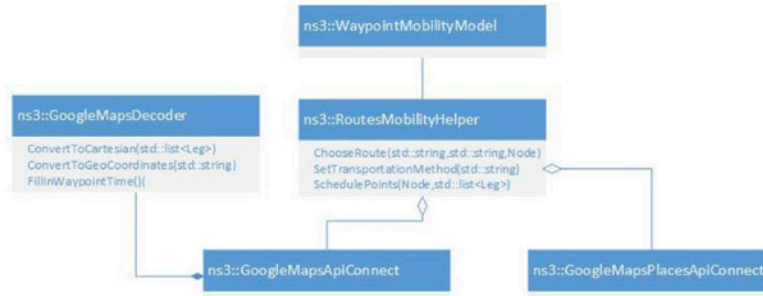 ns3::WaypointMobilityModel
ns3::GoogleMapsDecoder
ConvertToCartesian(std::list<Leg>)
ConvertToGeoCoordinates(std::string)
FillInWaypointTime()(
ns3::RoutesMobilityHelper
ChooseRoute(std::string,std::string,Node)
SetTransportationMethod(std::string)
SchedulePoints(Node,std::list<Leg>)
ns3::GoogleMapsApiConnect
ns3::GoogleMapsPlacesApiConnect